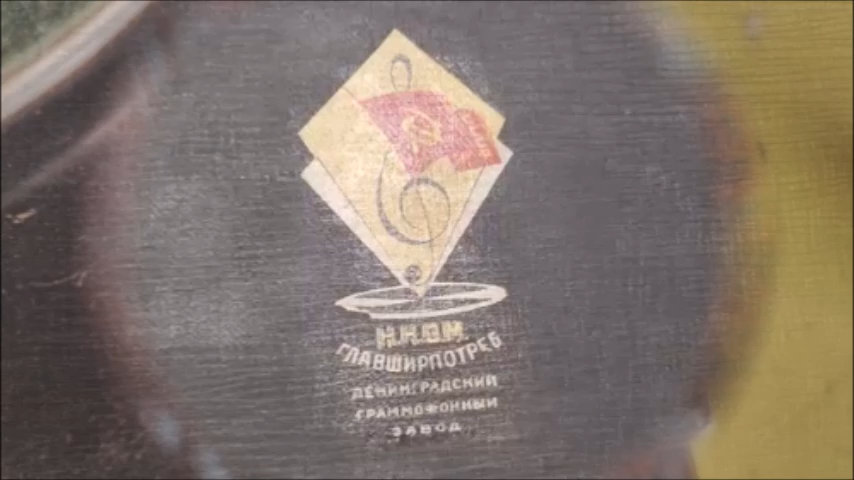 Н.К.О.М.
ГЛАВШИРПОТРЕБ
ЛЕНИНГРАДСКИЙ
ГРАММОФОННЫЙ
ЗАВОД